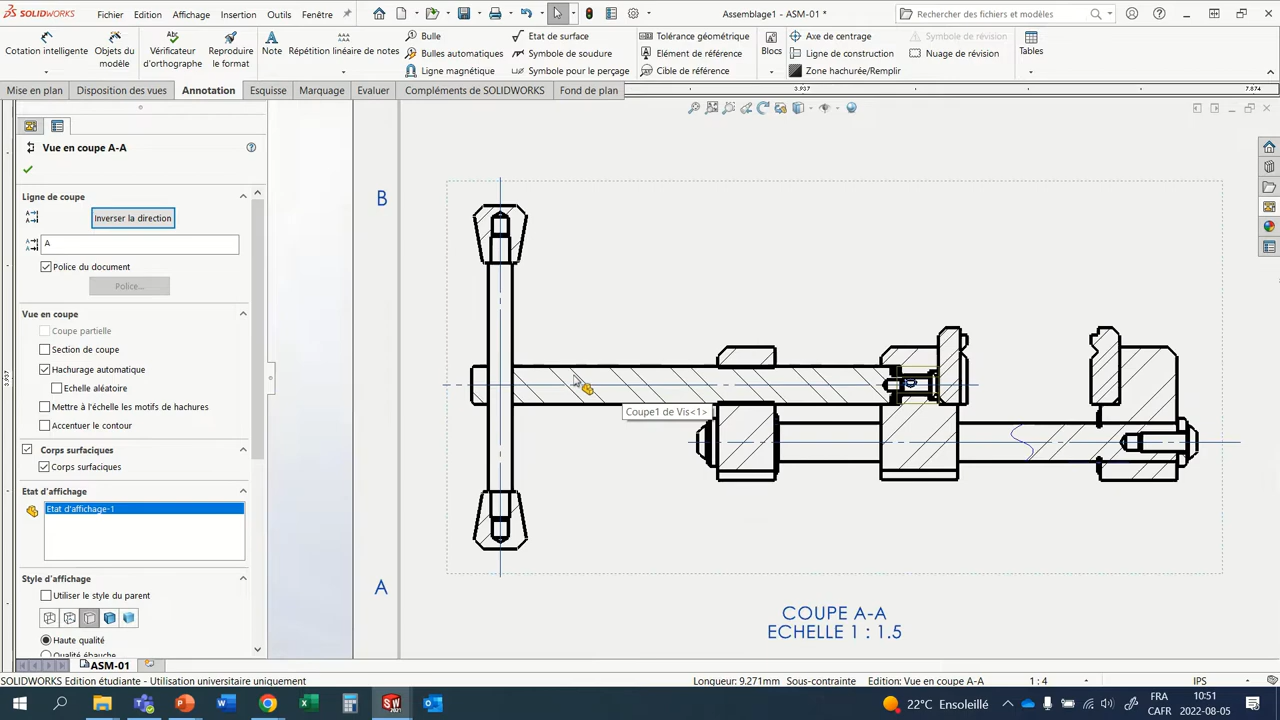 SOLIDWORKS
Fichier
Edition
Affichage
Insertion
Outils
Fenêtre
Assemblage1 - ASM-01 *
Rechercher des fichiers et modèles
Cotation intelligente
Objets du modèle
Vérificateur d'orthographe
Reproduire format
Note
Répétition linéaire de notes
Bulle
Bulles automatiques
Ligne magnétique
Etat de surface
Symbole de soudure
Symbole pour le perçage
Tolérance géométrique
Elément de référence
Cible de référence
Blocs
Axe de centrage
Ligne de construction
Zone hachurée/Remplir
Symbole de révision
Nuage de révision
Tables
Mise en plan
Disposition des vues
Annotation
Esquisse
Marquage
Evaluer
Compléments de SOLIDWORKS
Fond de plan
3.937
7.874
3.937
Vue en coupe A-A
Ligne de coupe
Inverser la direction
A
Police du document
Police...
Vue en coupe
Coupe partielle
Section de coupe
Hachurage automatique
Echelle aléatoire
Mettre à l'échelle les motifs de hachures
Accentuer le contour
Corps surfaciques
Corps surfaciques
Etat d'affichage
Etat d'affichage-1
Style d'affichage
Utiliser le style du parent
Haute qualité
Qualité ébauche
B
A
Coupe1 de Vis<1>
COUPE A-A
ECHELLE 1 : 1.5
ASM-01
SOLIDWORKS Edition étudiante - Utilisation universitaire uniquement
Longueur: 9.271mm
Sous-contrainte
Edition: Vue en coupe A-A
1 : 4
IPS
22°C Ensoleillé
FRA
CAFR
10:51
2022-08-05